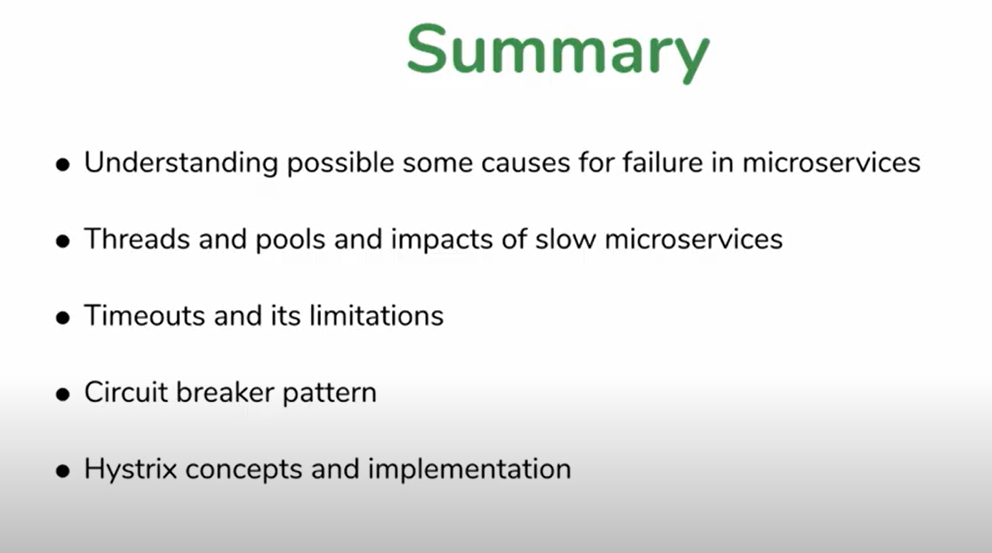 Summary
● Understanding possible some causes for failure in microservices
● Threads and pools and impacts of slow microservices
● Timeouts and its limitations
● Circuit breaker pattern
● Hystrix concepts and implementation